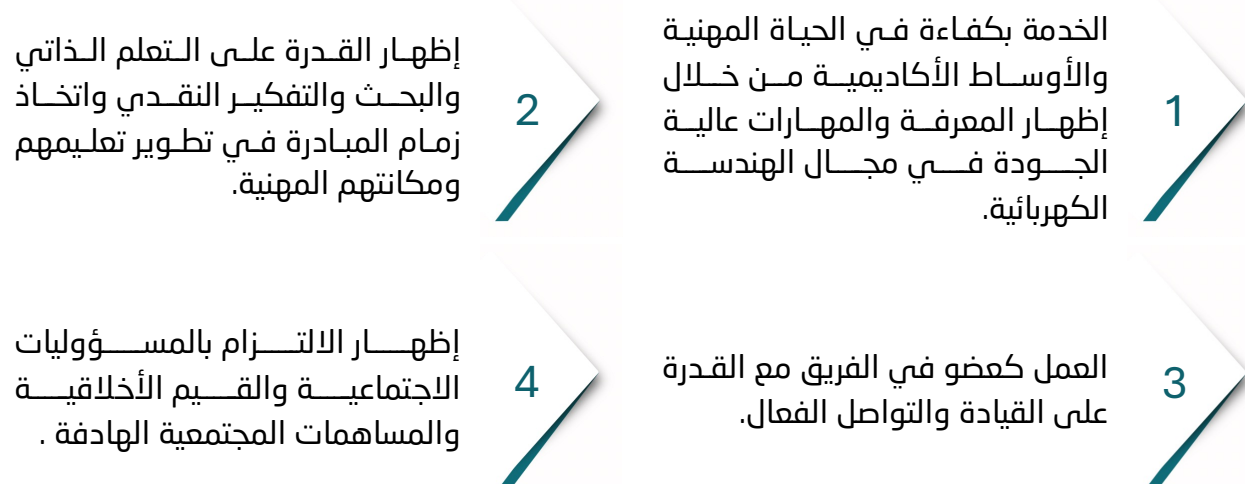 1
الخدمة بكفاءة في الحياة المهنية
والأوساط الأكاديمية من خلال
إظهار المعرفة والمهارات عالية
الجودة في مجال الهندسة
الكهربائية.
2
إظهار القدرة على التعلم الذاتي
والبحث والتفكير النقدي واتخاذ
زمام المبادرة في تطوير تعليمهم
ومكانتهم المهنية.
3
العمل كعضو في الفريق مع القدرة
على القيادة والتواصل الفعال.
4
إظهار الالتزام بالمسؤوليات
الاجتماعية والقيم الأخلاقية
والمساهمات المجتمعية الهادفة .